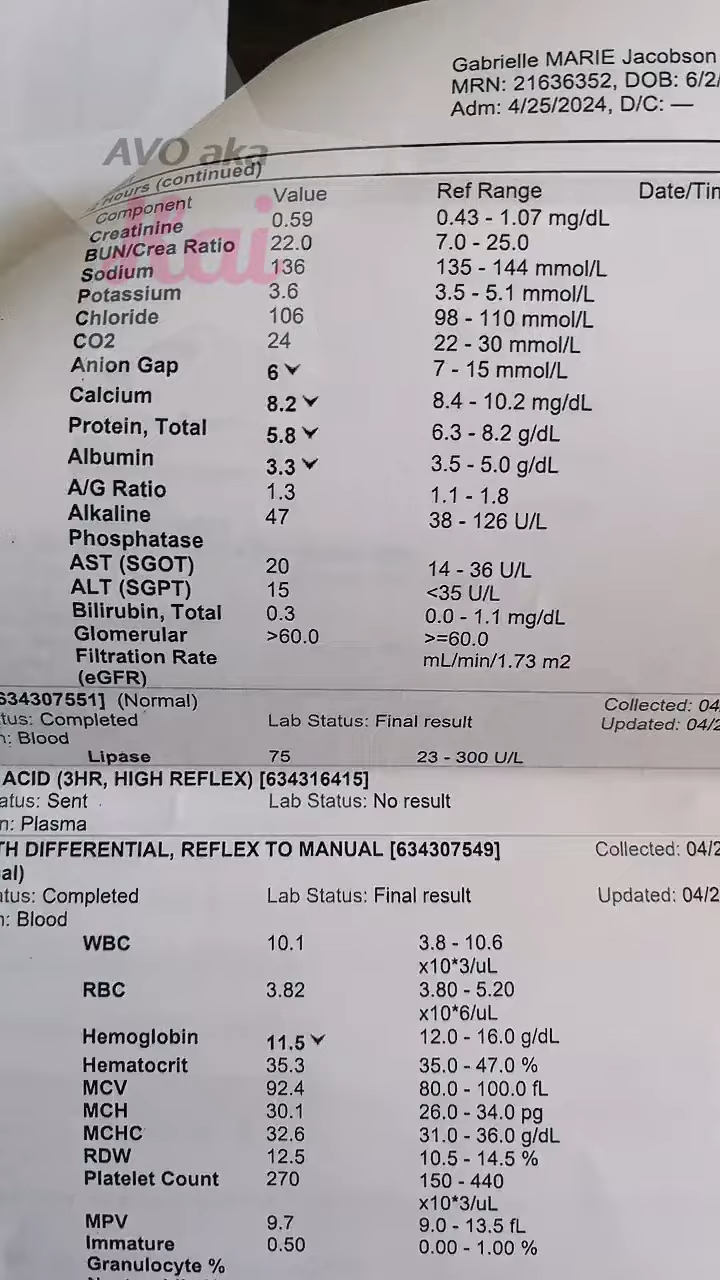 Gabrielle MARIE Jacobson
MRN: 21636352, DOB: 6/2/
Adm: 4/25/2024, D/C: —
AVO aka
Kai
Hours (continued)
Component Value Ref Range Date/Tim
Creatinine 0.59 0.43 - 1.07 mg/dL
BUN/Crea Ratio 22.0 7.0 - 25.0
Sodium 136 135 - 144 mmol/L
Potassium 3.6 3.5 - 5.1 mmol/L
Chloride 106 98 - 110 mmol/L
CO2 24 22 - 30 mmol/L
Anion Gap 6 7 - 15 mmol/L
Calcium 8.2 8.4 - 10.2 mg/dL
Protein, Total 5.8 6.3 - 8.2 g/dL
Albumin 3.3 3.5 - 5.0 g/dL
A/G Ratio 1.3 1.1 - 1.8
Alkaline 47 38 - 126 U/L
Phosphatase
AST (SGOT) 20 14 - 36 U/L
ALT (SGPT) 15 <35 U/L
Bilirubin, Total 0.3 0.0 - 1.1 mg/dL
Glomerular >60.0 >=60.0
Filtration Rate mL/min/1.73 m2
(eGFR)
634307551] (Normal) Collected: 04
tus: Completed Lab Status: Final result Updated: 04/2
n: Blood
Lipase 75 23 - 300 U/L
ACID (3HR, HIGH REFLEX) [634316415]
atus: Sent Lab Status: No result
n: Plasma
TH DIFFERENTIAL, REFLEX TO MANUAL [634307549] Collected: 04/2
al)
atus: Completed Lab Status: Final result Updated: 04/2
n: Blood
WBC 10.1 3.8 - 10.6
x10*3/uL
RBC 3.82 3.80 - 5.20
x10*6/uL
Hemoglobin 11.5 12.0 - 16.0 g/dL
Hematocrit 35.3 35.0 - 47.0 %
MCV 92.4 80.0 - 100.0 fL
MCH 30.1 26.0 - 34.0 pg
MCHC 32.6 31.0 - 36.0 g/dL
RDW 12.5 10.5 - 14.5 %
Platelet Count 270 150 - 440
x10*3/uL
MPV 9.7 9.0 - 13.5 fL
Immature 0.50 0.00 - 1.00 %
Granulocyte %